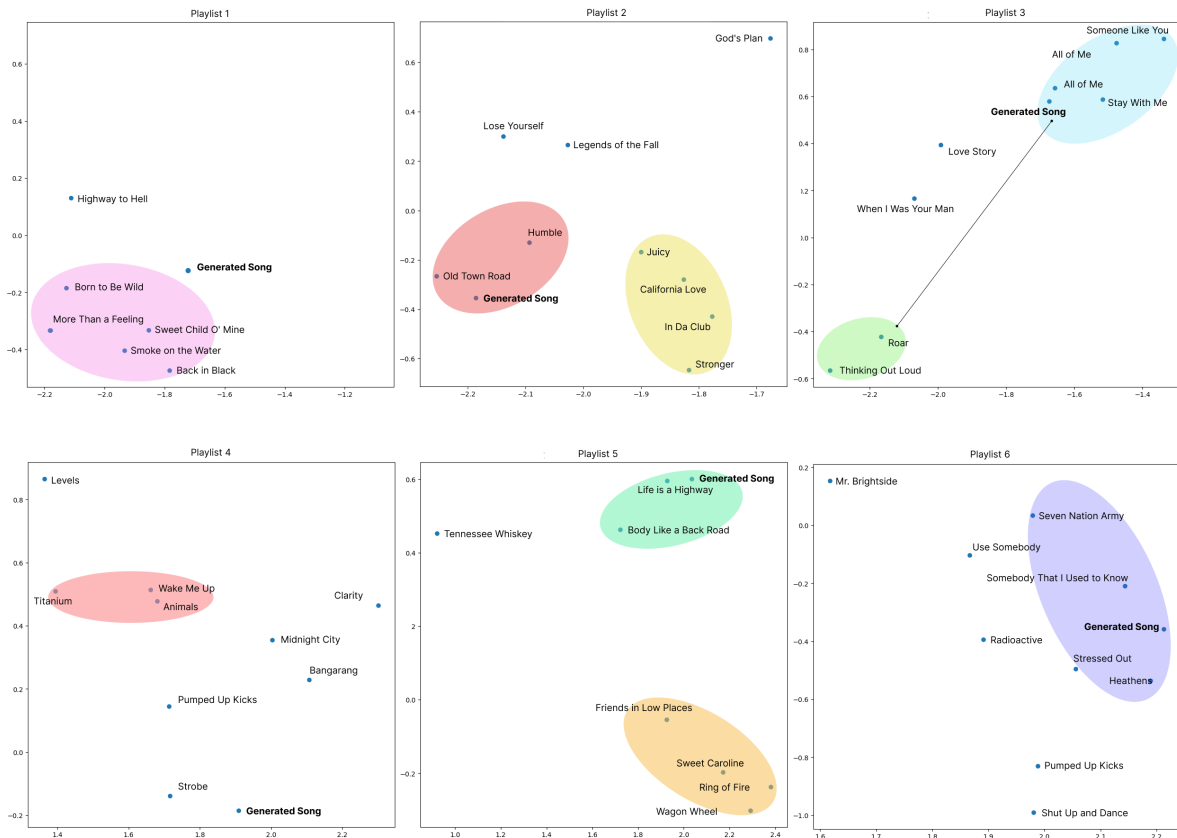 Playlist 1
0.6
0.4
0.2
0.0
−0.2
−0.4
Highway to Hell
Generated Song
Born to Be Wild
More Than a Feeling
Sweet Child O' Mine
Smoke on the Water
Back in Black
−2.2
−2.0
−1.8
−1.6
−1.4
−1.2
Playlist 2
0.6
0.4
0.2
0.0
−0.2
−0.4
−0.6
God's Plan
Lose Yourself
Legends of the Fall
Humble
Old Town Road
Generated Song
Juicy
California Love
In Da Club
Stronger
−2.2
−2.1
−2.0
−1.9
−1.8
−1.7
Playlist 3
0.8
0.6
0.4
0.2
0.0
−0.2
−0.4
−0.6
Someone Like You
All of Me
All of Me
Stay With Me
Generated Song
Love Story
When I Was Your Man
Roar
Thinking Out Loud
−2.2
−2.0
−1.8
−1.6
−1.4
Playlist 4
0.8
0.6
0.4
0.2
0.0
−0.2
Levels
Wake Me Up
Titanium
Animals
Clarity
Midnight City
Bangarang
Pumped Up Kicks
Strobe
Generated Song
1.4
1.6
1.8
2.0
2.2
Playlist 5
0.6
0.4
2
0.0
−0.2
Generated Song
Life is a Highway
Body Like a Back Road
Tennessee Whiskey
Friends in Low Places
Sweet Caroline
Ring of Fire
Wagon Wheel
1.0
1.2
1.4
1.6
1.8
2.0
2.2
2.4
Playlist 6
0.2
0.0
−0.2
−0.4
−0.6
−0.8
−1.0
Mr. Brightside
Seven Nation Army
Use Somebody
Somebody That I Used to Know
Generated Song
Radioactive
Stressed Out
Heathens
Pumped Up Kicks
Shut Up and Dance
1.6
1.7
1.8
1.9
2.0
2.1
2.2